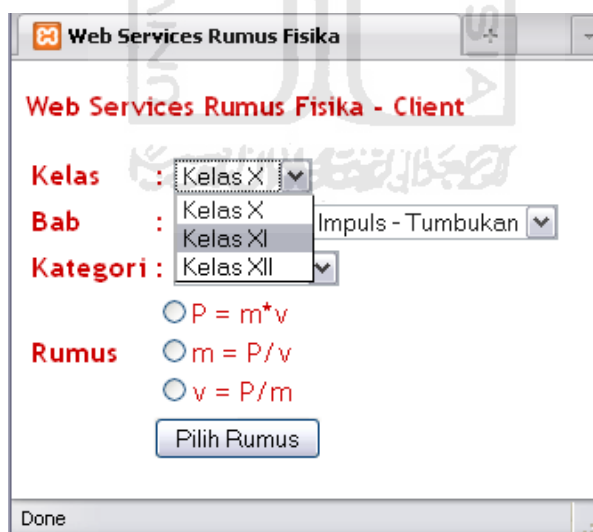 Web Services Rumus Fisika
Web Services Rumus Fisika - Client
Kelas : Kelas X
Kelas X
Bab : Impuls - Tumbukan
Kelas XI
Kategori : Kelas XII
P = m*v
Rumus m = P/v
v = P/m
Pilih Rumus
Done